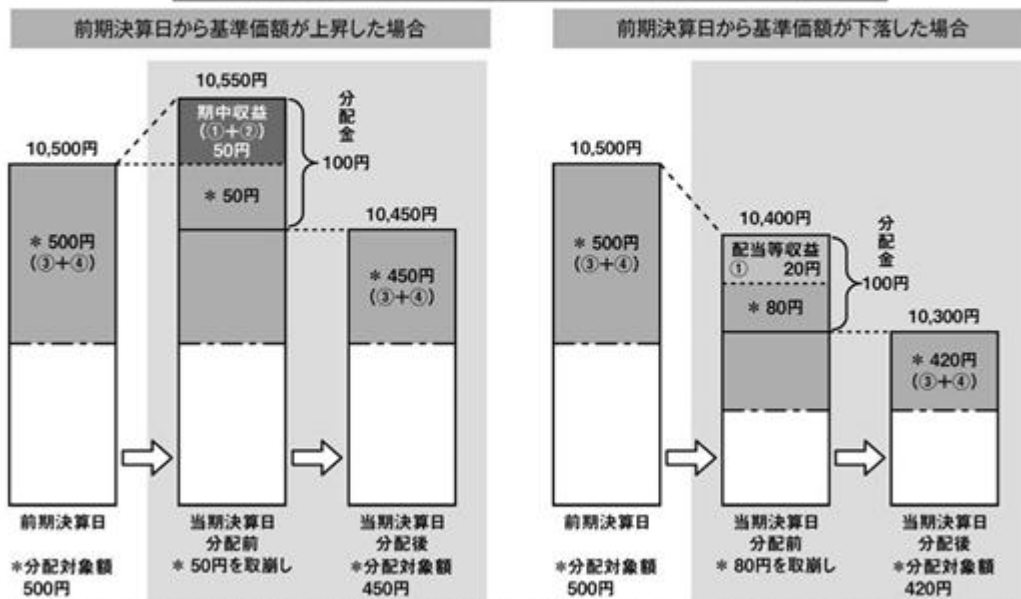 前期決算日から基準価額が上昇した場合
10,550円
期中収益
(①+②)
50円
分配金
100円
10,500円
＊50円
10,450円
＊500円
(③+④)
＊450円
(③+④)
前期決算日
当期決算日
分配前
当期決算日
分配後
＊分配対象額
500円
＊50円を取崩し
＊分配対象額
450円
前期決算日から基準価額が下落した場合
10,500円
10,400円
配当等収益
① 20円
分配金
100円
＊500円
(③+④)
＊80円
10,300円
＊420円
(③+④)
前期決算日
当期決算日
分配前
当期決算日
分配後
＊分配対象額
500円
＊80円を取崩し
＊分配対象額
420円